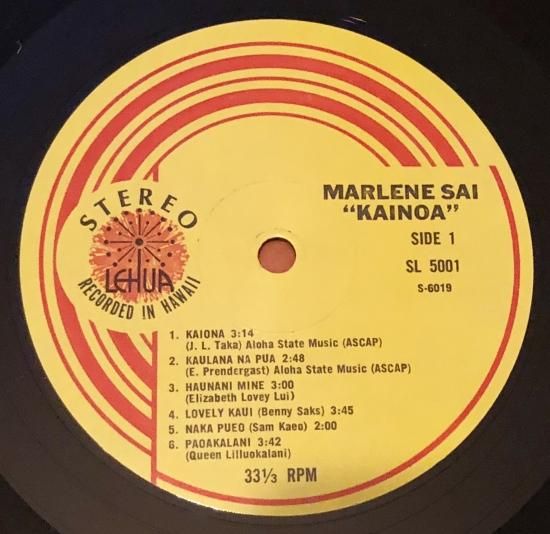 MARLENE SAI
"KAINOA"
SIDE 1
SL 5001
S-6019
STEREO
LEHUA
RECORDED IN HAWAII
1. KAIONA 3:14
(J. L. Taka) Aloha State Music (ASCAP)
2. KAULANA NA PUA 2:48
(E. Prendergast) Aloha State Music (ASCAP)
3. HAUNANI MINE 3:00
(Elizabeth Lovey Lui)
4. LOVELY KAUI (Benny Saks) 3:45
5. NAKA PUEO (Sam Kaeo) 2:00
6. PAOAKALANI 3:42
(Queen Lilluokalani)
33⅓ RPM